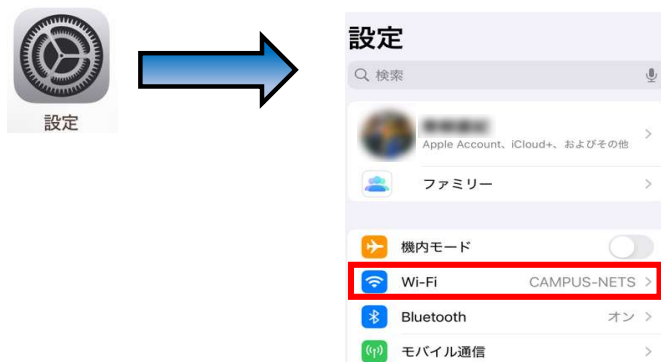 設定
設定
検索
Apple Account、iCloud+、およびその他
ファミリー
機内モード
Wi-Fi CAMPUS-NETS
Bluetooth オン
モバイル通信